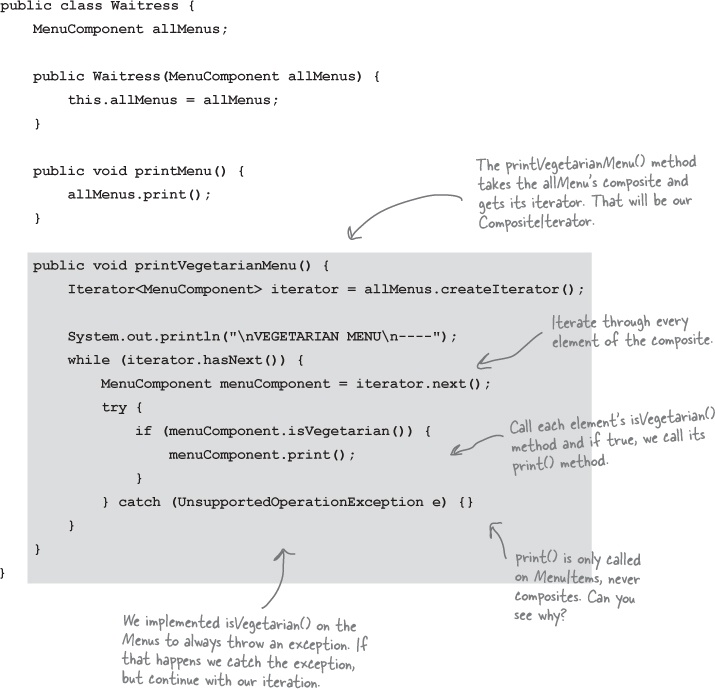 public class Waitress {
MenuComponent allMenus;
public Waitress(MenuComponent allMenus) {
this.allMenus = allMenus;
}
public void printMenu() {
allMenus.print();
}
The printVegetarianMenu() method
takes the allMenu's composite and
gets its iterator. That will be our
CompositeIterator.
public void printVegetarianMenu() {
Iterator<MenuComponent> iterator = allMenus.createIterator();
System.out.println("\nVEGETARIAN MENU\n----");
while (iterator.hasNext()) {
Iterate through every
element of the composite.
MenuComponent menuComponent = iterator.next();
try {
if (menuComponent.isVegetarian()) {
menuComponent.print();
}
Call each element's isVegetarian()
method and if true, we call its
print() method.
} catch (UnsupportedOperationException e) {}
}
}
}
print() is only called
on MenuItems, never
composites. Can you
see why?
We implemented isVegetarian() on the
Menus to always throw an exception. If
that happens we catch the exception,
but continue with our iteration.